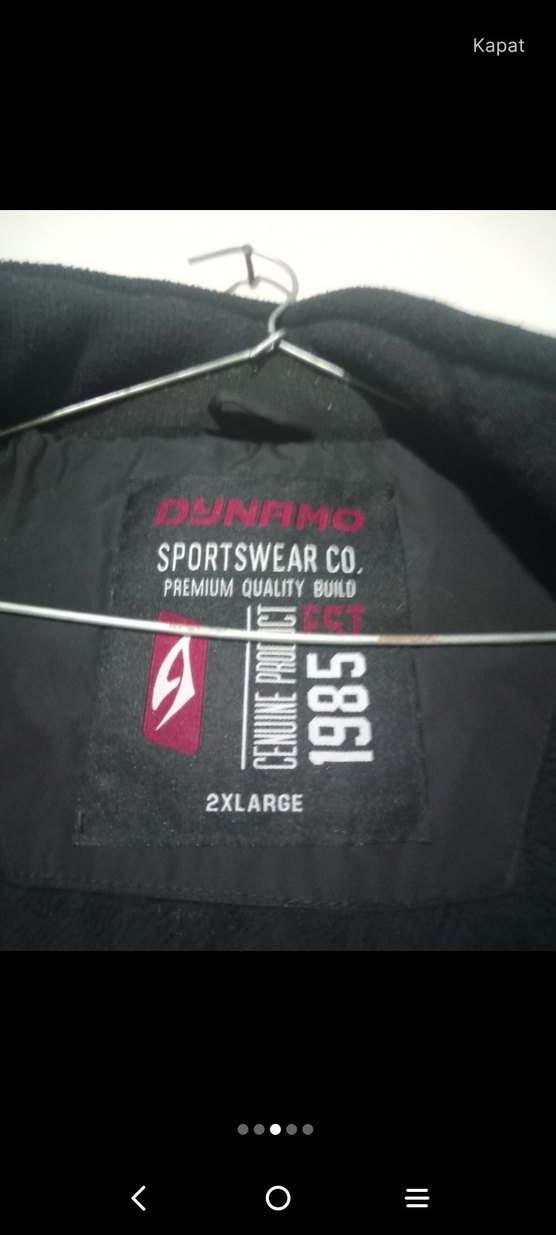 Kapat
DYNAMO
SPORTSWEAR CO.
PREMIUM QUALITY BUILD
GENUINE PRODUCT
EST
1985
2XLARGE